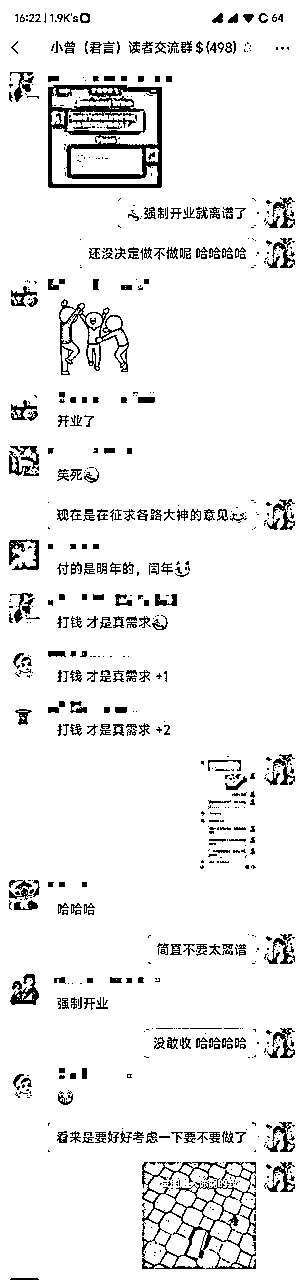 16:22 | 1.9K/s
64
小曾（君言）读者交流群＄(498)
强制开业就离谱了
还没决定做不做呢 哈哈哈哈
开业了
笑死
现在是在征求各路大神的意见
付的是明年的，闰年
打钱 才是真需求
打钱 才是真需求 +1
打钱 才是真需求 +2
哈哈哈
简直不要太离谱
强制开业
没敢收 哈哈哈哈
看来是要好好考虑一下要不要做了